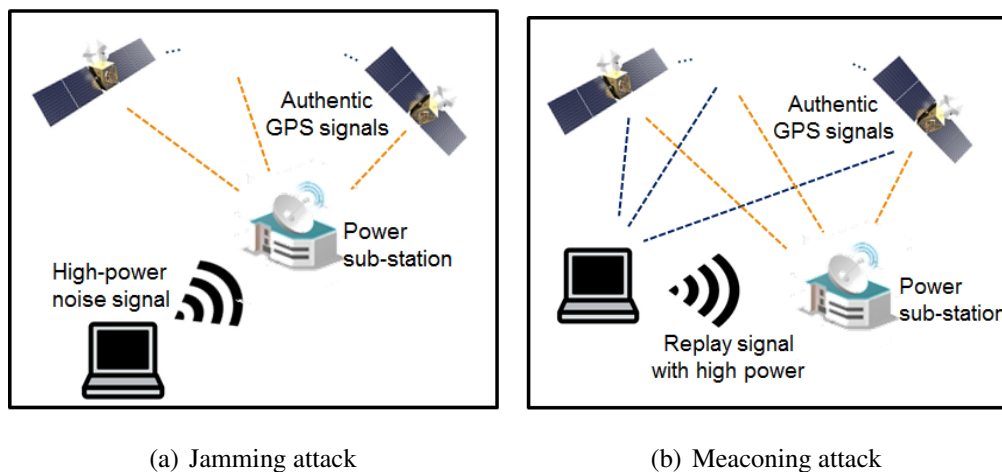 ...
...
Authentic
GPS signals
Power
sub-station
High-power
noise signal
...
...
Authentic
GPS signals
Power
sub-station
Replay signal
with high power
(a) Jamming attack
(b) Meaconing attack